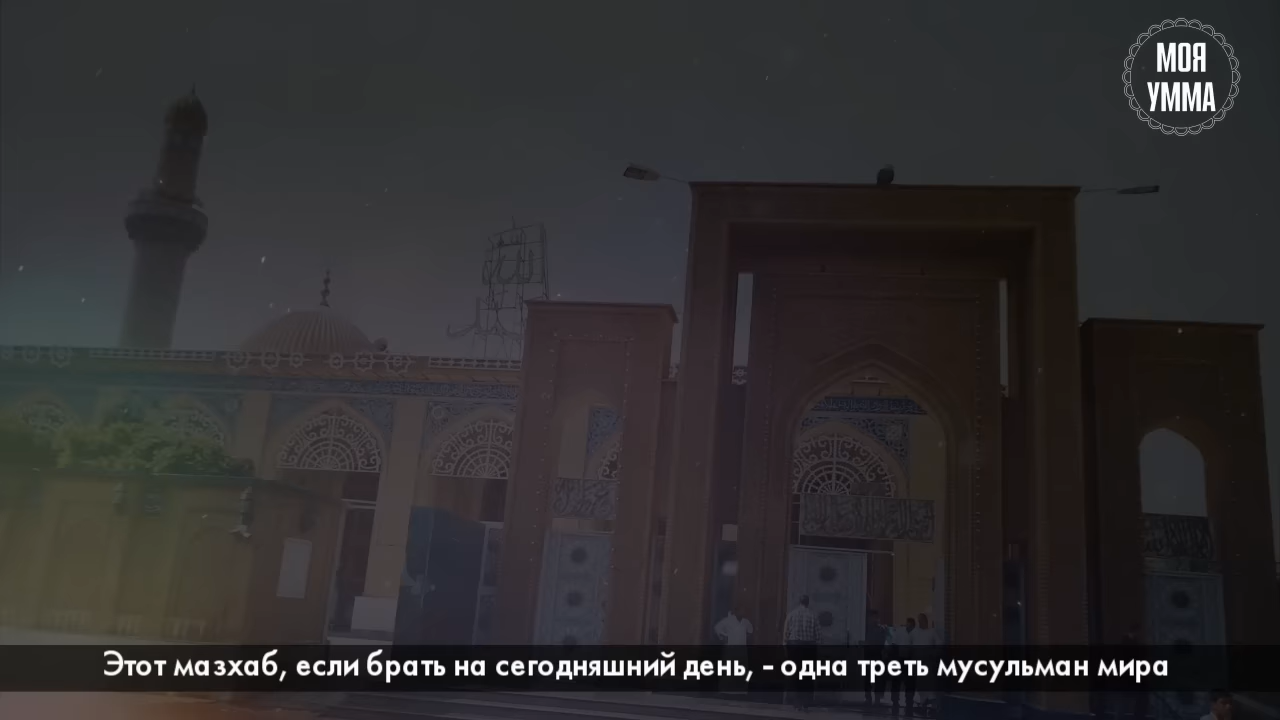 МОЯ
УММА
Этот мазхаб, если брать на сегодняшний день, - одна треть мусульман мира